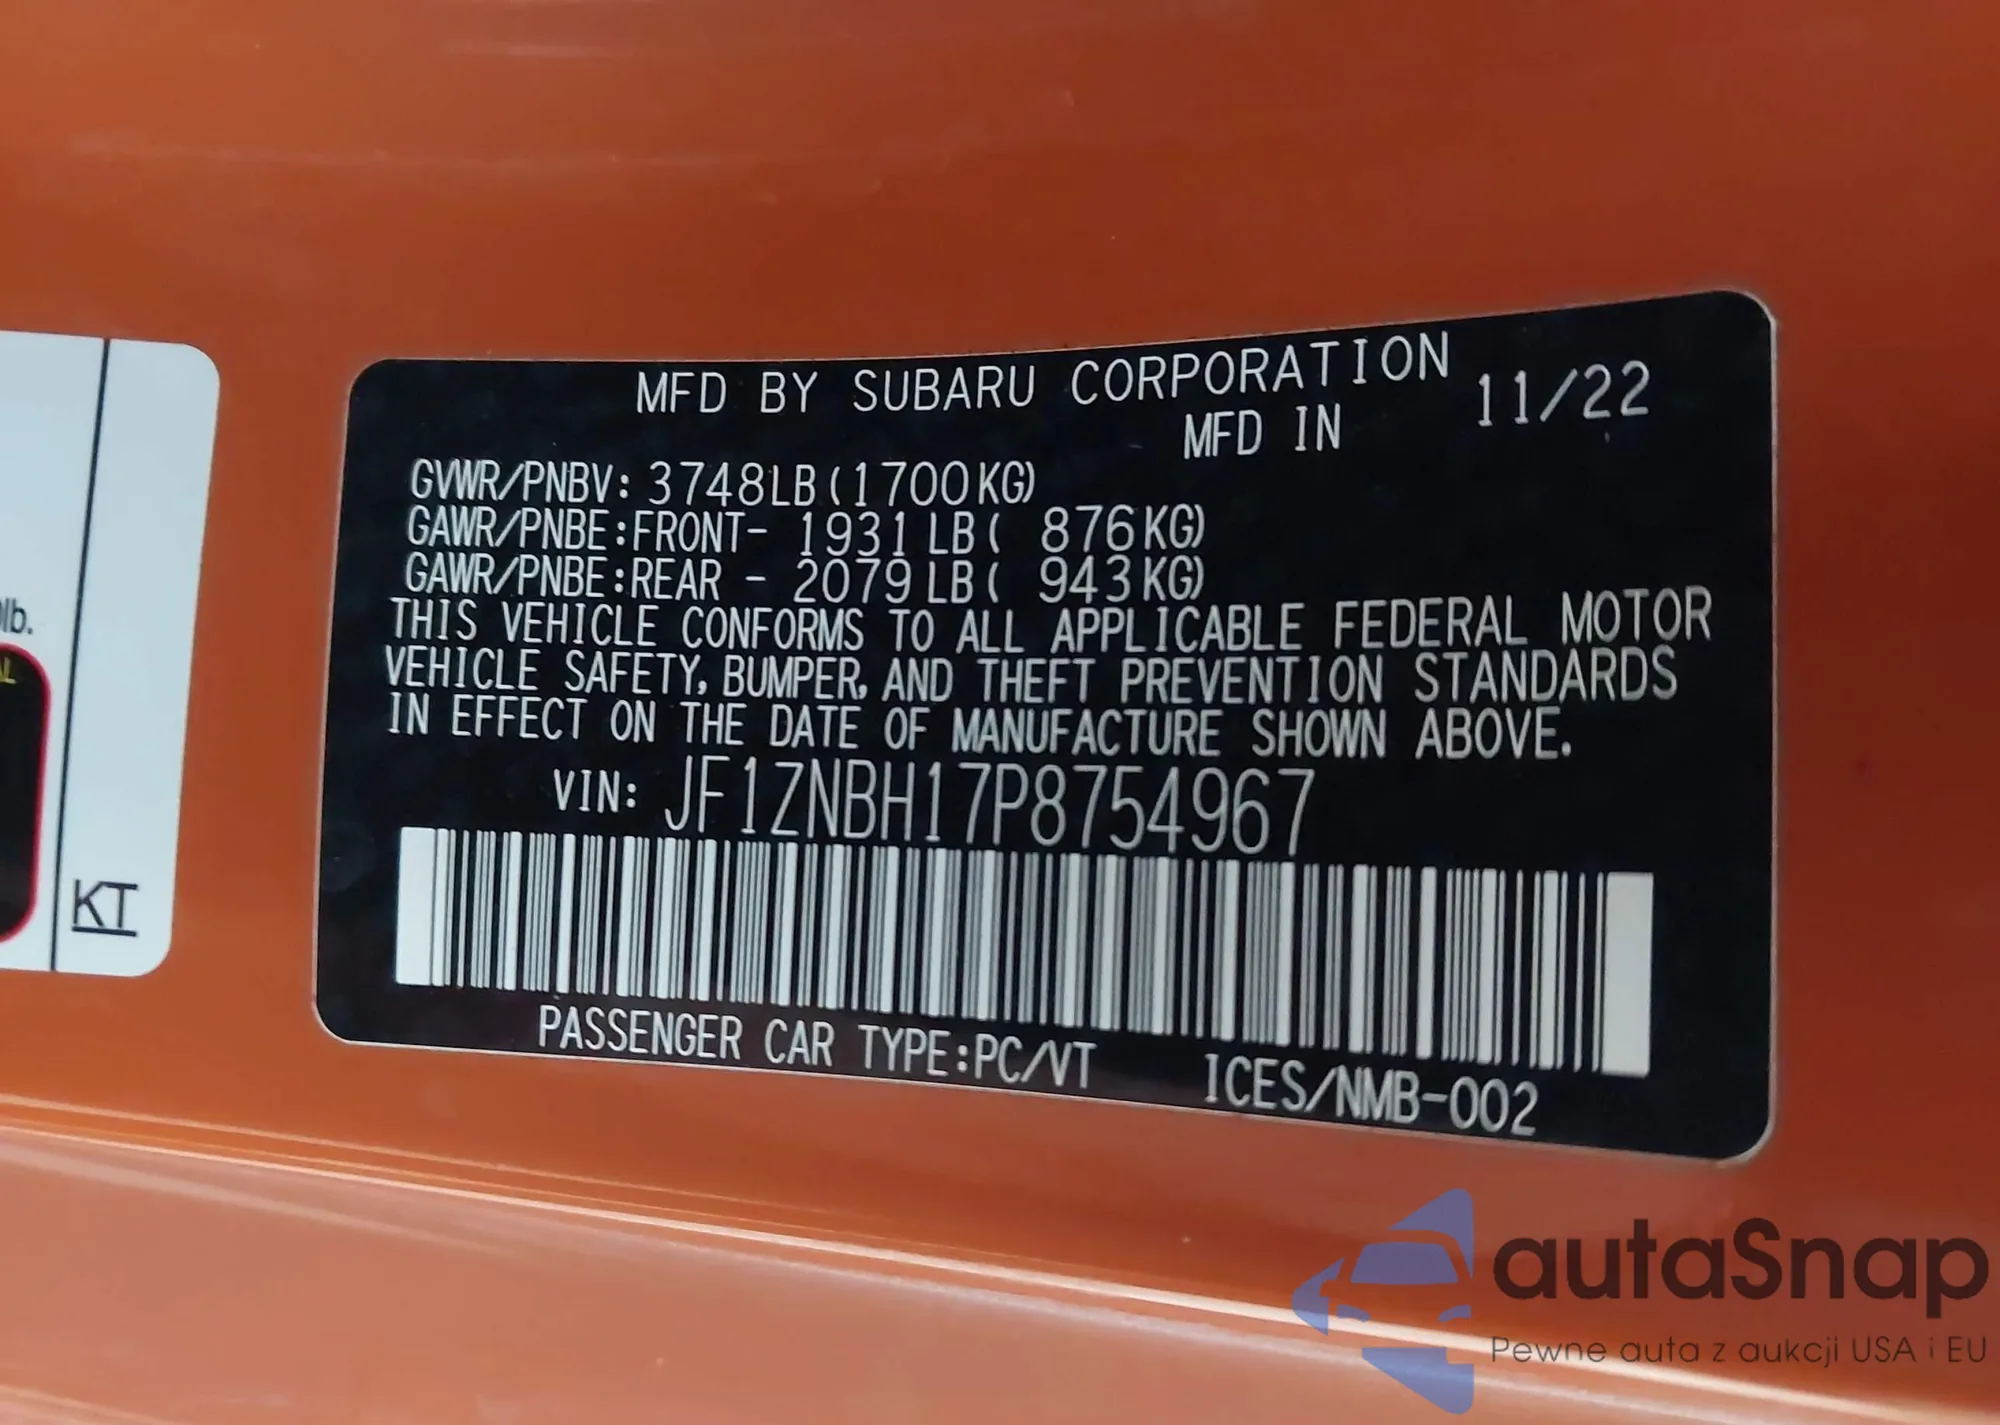 MFD BY SUBARU CORPORATION
MFD IN 11/22
GVWR/PNBV: 3748LB(1700KG)
GAWR/PNBE:FRONT- 1931LB( 876KG)
GAWR/PNBE:REAR - 2079LB( 943KG)
THIS VEHICLE CONFORMS TO ALL APPLICABLE FEDERAL MOTOR
VEHICLE SAFETY, BUMPER, AND THEFT PREVENTION STANDARDS
IN EFFECT ON THE DATE OF MANUFACTURE SHOWN ABOVE.
VIN: JF1ZNBH17P8754967
PASSENGER CAR TYPE:PC/VT ICES/NMB-002
lb.
KT
autaSnap
Pewne auta z aukcji USA i EU